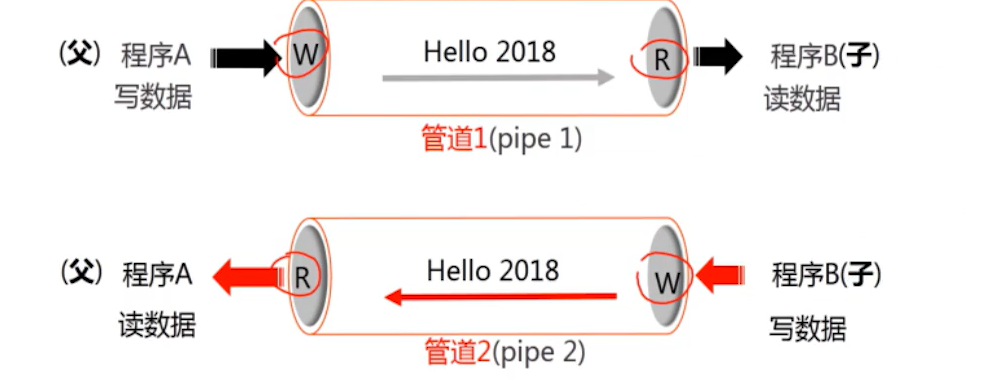 (父) 程序A W Hello 2018 R 程序B(子)
写数据 读数据
管道1(pipe 1)
(父) 程序A R Hello 2018 W 程序B(子)
读数据 写数据
管道2(pipe 2)